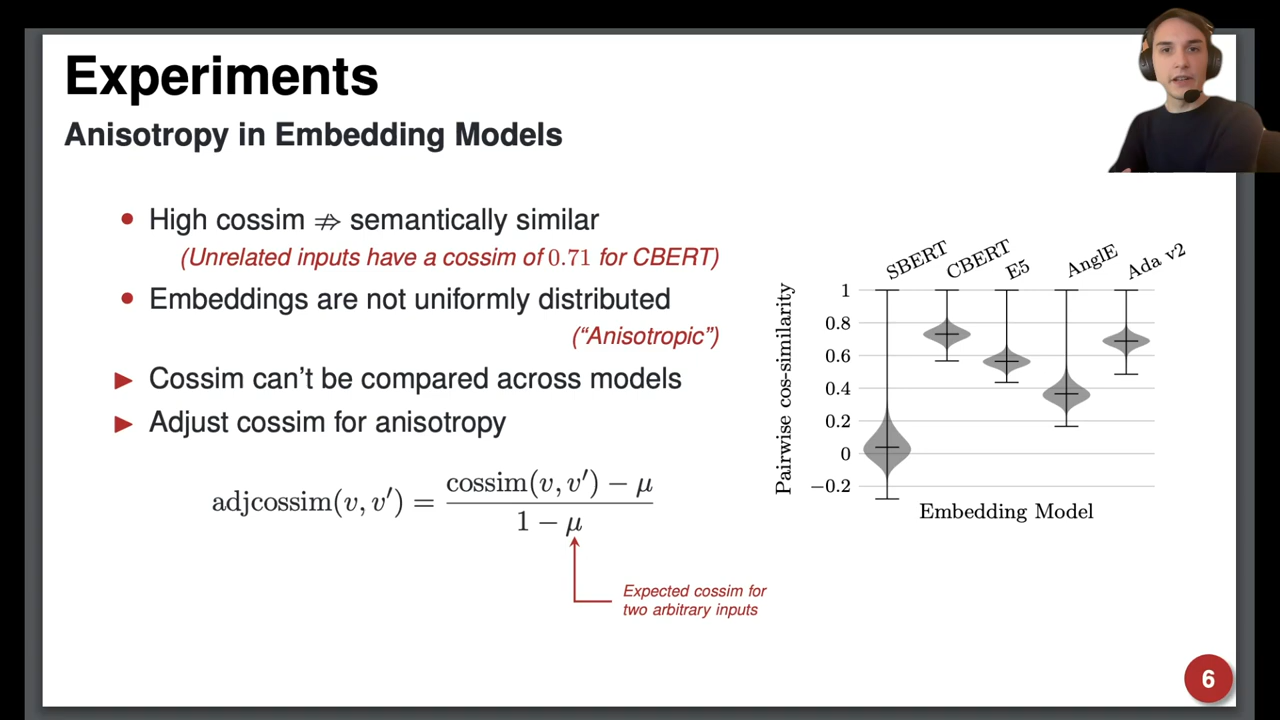 Experiments
Anisotropy in Embedding Models
• High cossim ⇏ semantically similar
(Unrelated inputs have a cossim of 0.71 for CBERT)
• Embeddings are not uniformly distributed
(“Anisotropic”)
▶ Cossim can’t be compared across models
▶ Adjust cossim for anisotropy
adjcossim(v, v′) = (cossim(v, v′) − μ) / (1 − μ)
Expected cossim for
two arbitrary inputs
SBERT CBERT E5 AnglE Ada v2
Pairwise cos-similarity
1
0.8
0.6
0.4
0.2
0
−0.2
Embedding Model
6